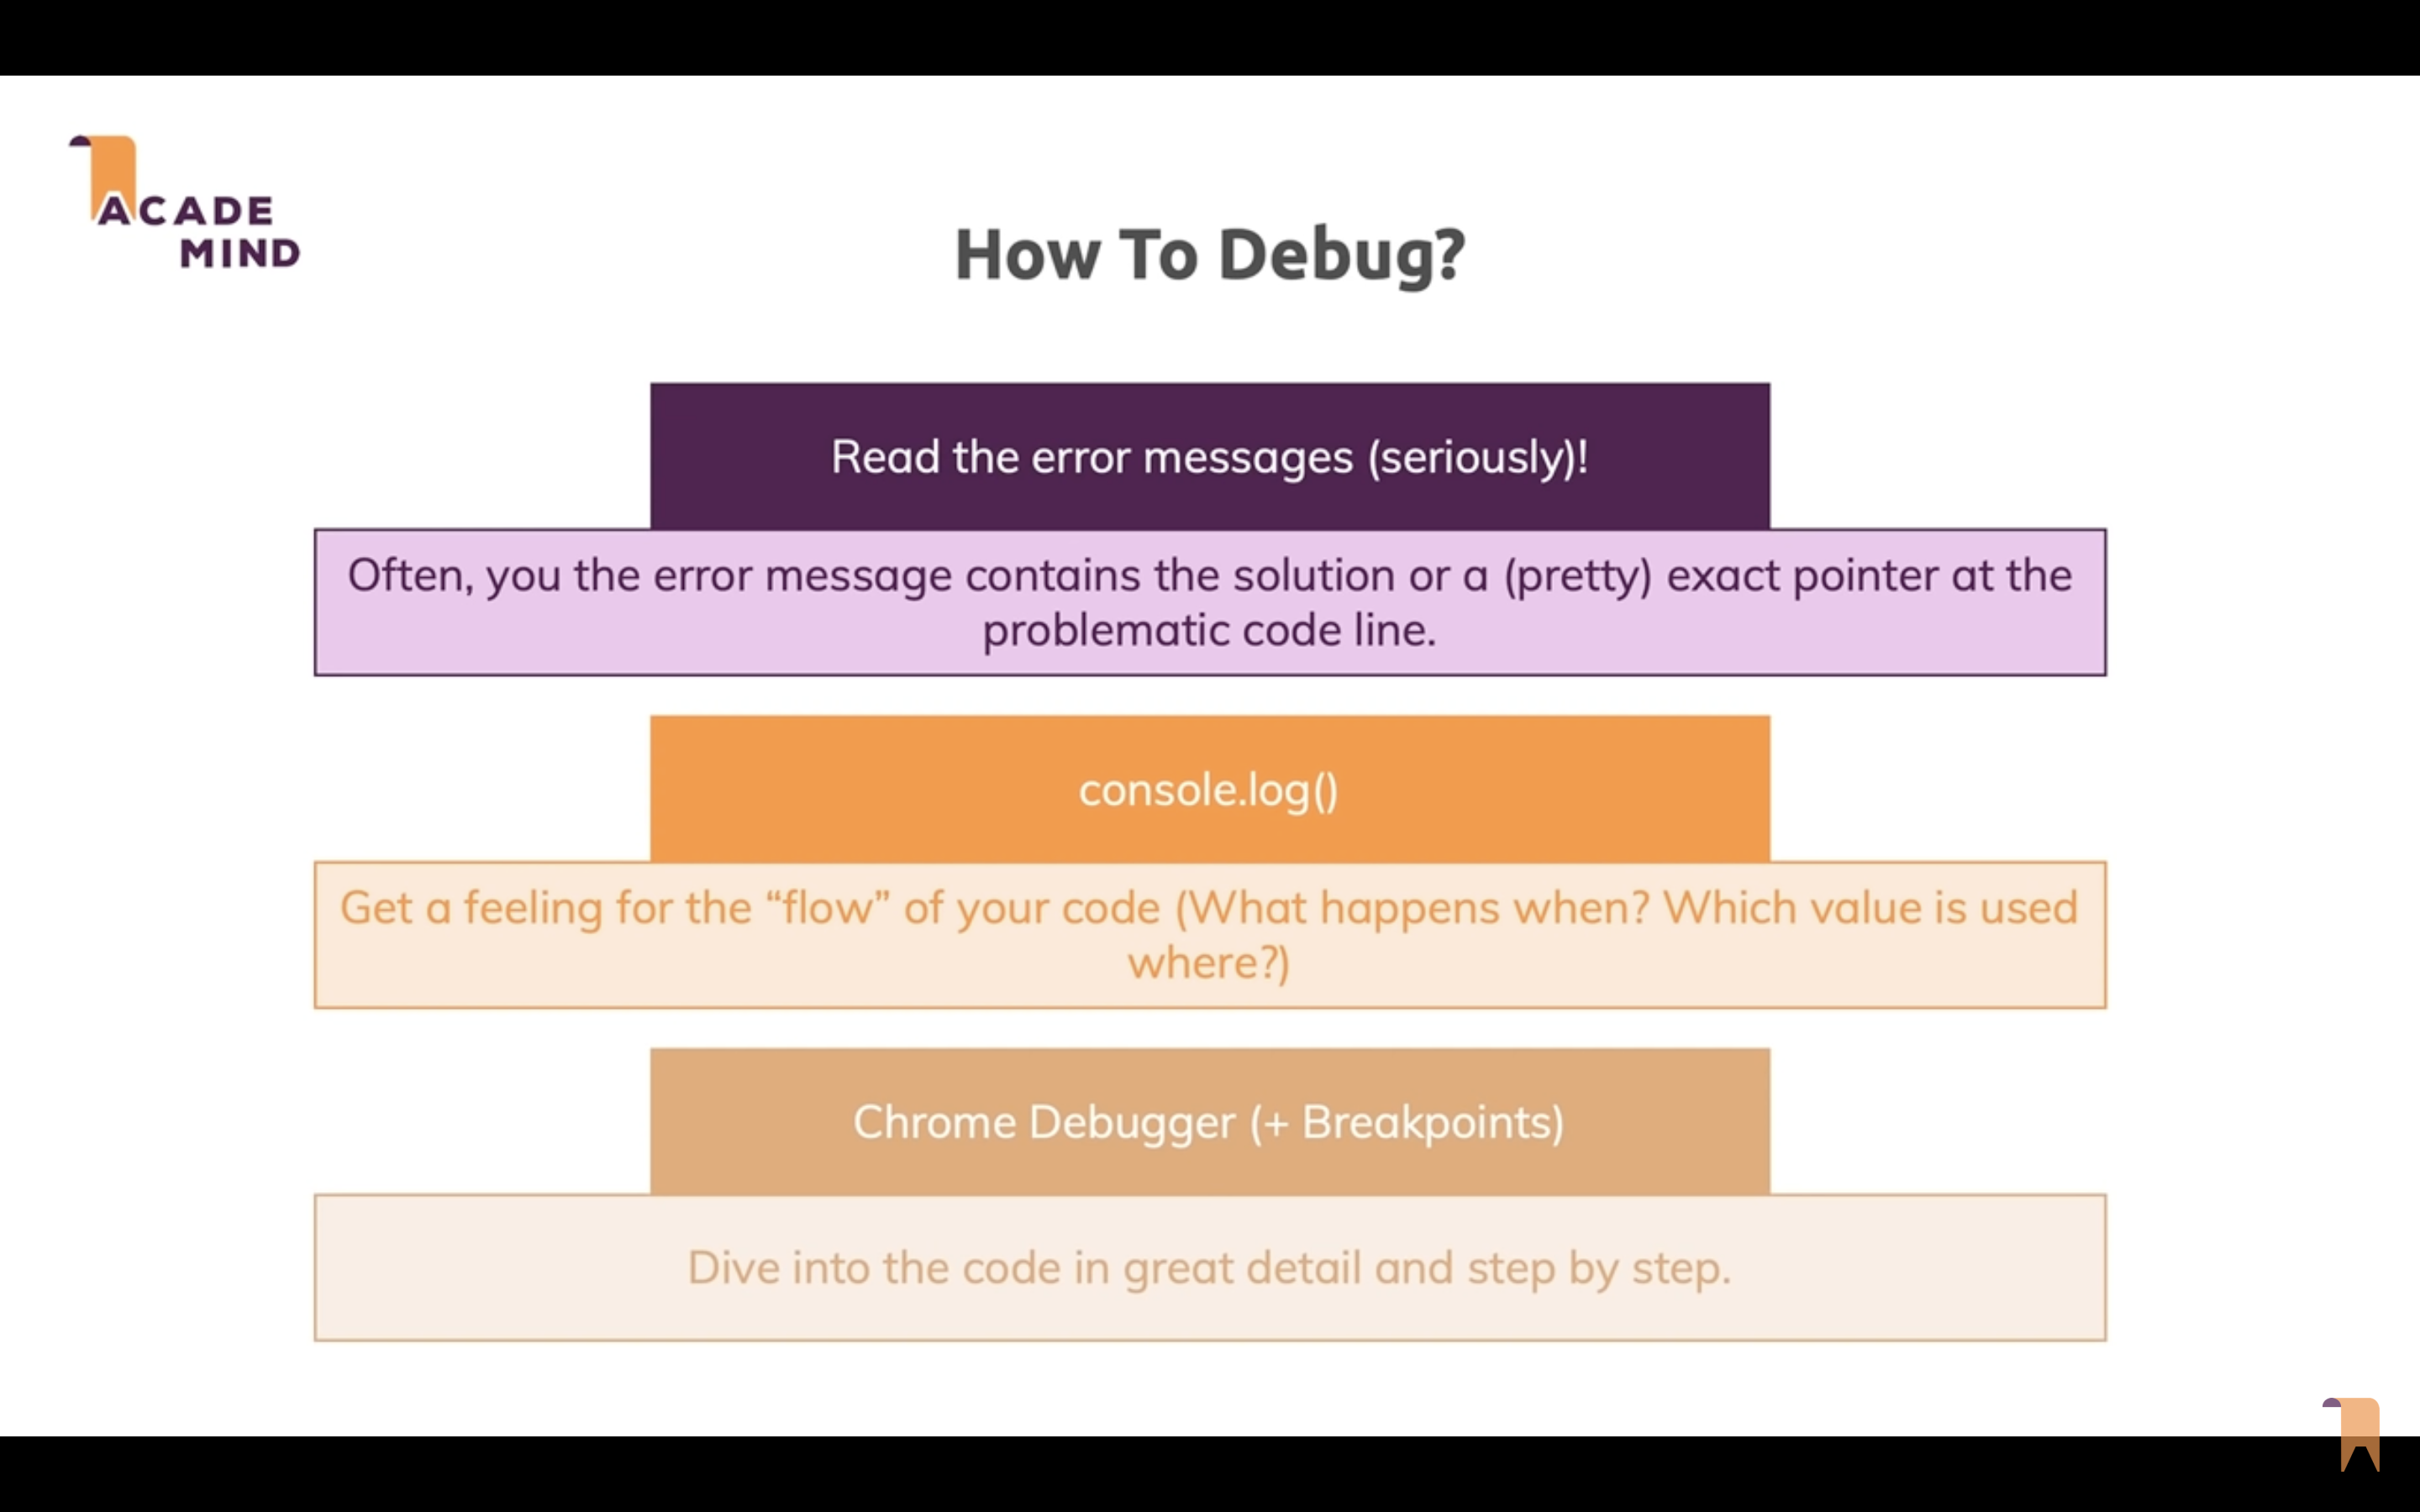 ACADE
MIND
How To Debug?
Read the error messages (seriously)!
Often, you the error message contains the solution or a (pretty) exact pointer at the
problematic code line.
console.log()
Get a feeling for the “flow” of your code (What happens when? Which value is used
where?)
Chrome Debugger (+ Breakpoints)
Dive into the code in great detail and step by step.